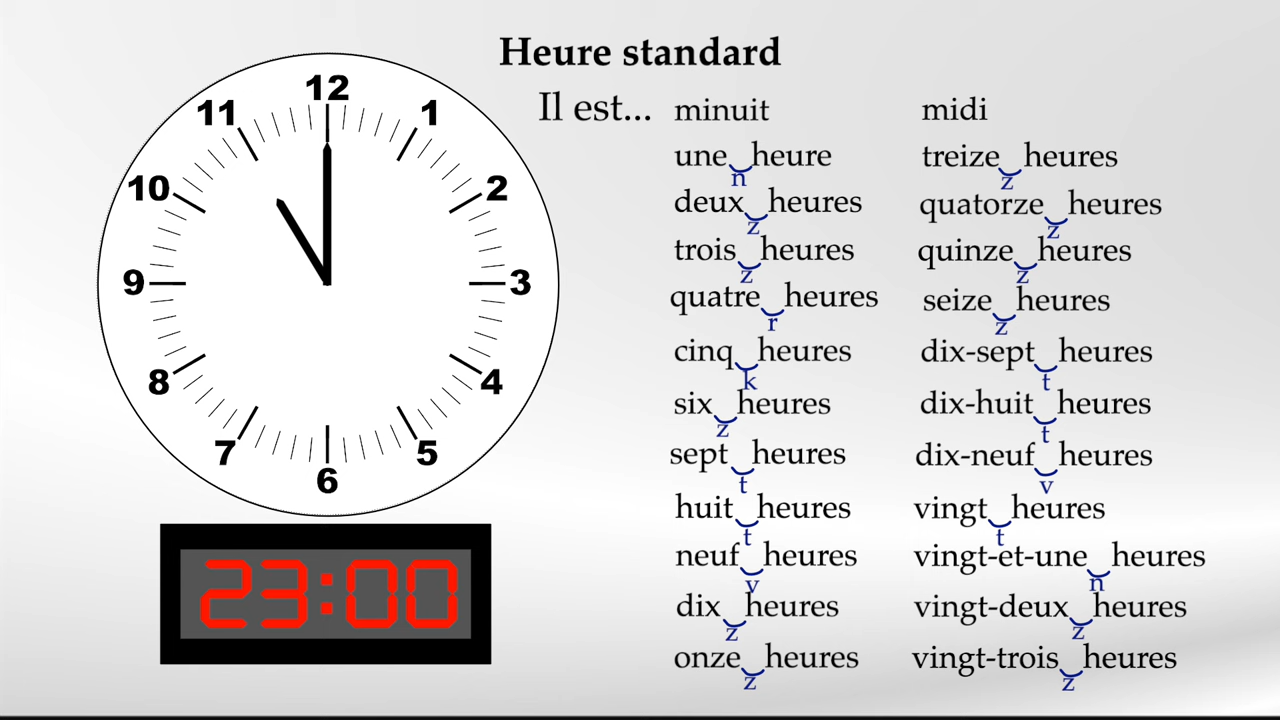 Heure standard
Il est...
minuit
une heure
n
deux heures
z
trois heures
z
quatre heures
r
cinq heures
k
six heures
z
sept heures
t
huit heures
t
neuf heures
v
dix heures
z
onze heures
z
midi
treize heures
z
quatorze heures
z
quinze heures
z
seize heures
z
dix-sept heures
t
dix-huit heures
t
dix-neuf heures
v
vingt heures
t
vingt-et-une heures
n
vingt-deux heures
z
vingt-trois heures
z
12
1
2
3
4
5
6
7
8
9
10
11
23:00